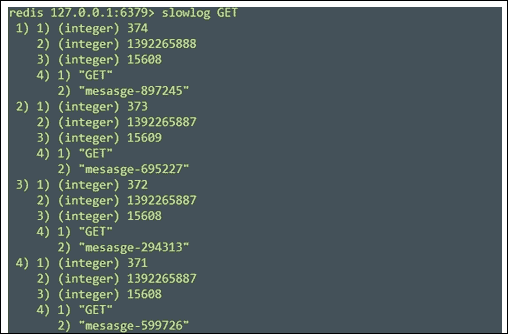 redis 127.0.0.1:6379> slowlog GET
1) 1) (integer) 374
2) (integer) 1392265888
3) (integer) 15608
4) 1) "GET"
2) "mesasge-897245"
2) 1) (integer) 373
2) (integer) 1392265887
3) (integer) 15609
4) 1) "GET"
2) "mesasge-695227"
3) 1) (integer) 372
2) (integer) 1392265887
3) (integer) 15608
4) 1) "GET"
2) "mesasge-294313"
4) 1) (integer) 371
2) (integer) 1392265887
3) (integer) 15608
4) 1) "GET"
2) "mesasge-599726"